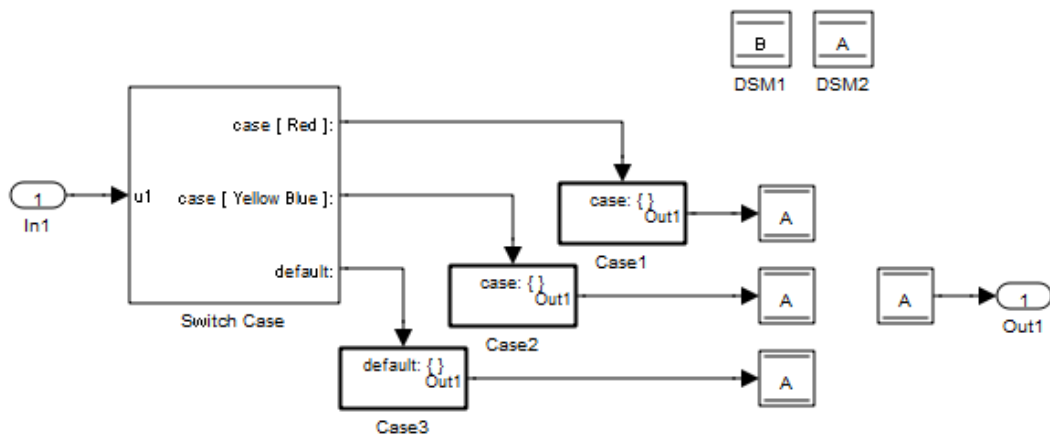 B
A
DSM1
DSM2
case [ Red ]:
1
In1
u1
case [ Yellow Blue ]:
default:
Switch Case
case: { }
Out1
Case1
A
case: { }
Out1
Case2
A
A
1
Out1
default: { }
Out1
Case3
A